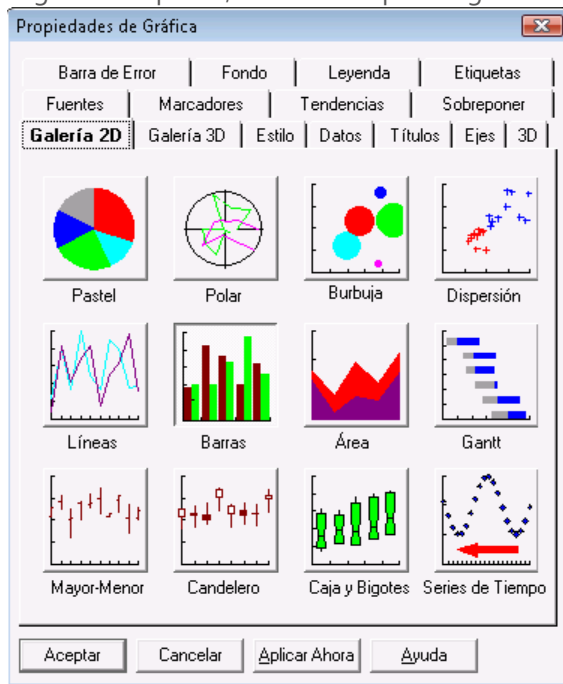 Propiedades de Gráfica
Barra de Error Fondo Leyenda Etiquetas
Fuentes Marcadores Tendencias Sobreponer
Galería 2D Galería 3D Estilo Datos Títulos Ejes 3D
Pastel Polar Burbuja Dispersión
Líneas Barras Área Gantt
Mayor-Menor Candelero Caja y Bigotes Series de Tiempo
Aceptar Cancelar Aplicar Ahora Ayuda